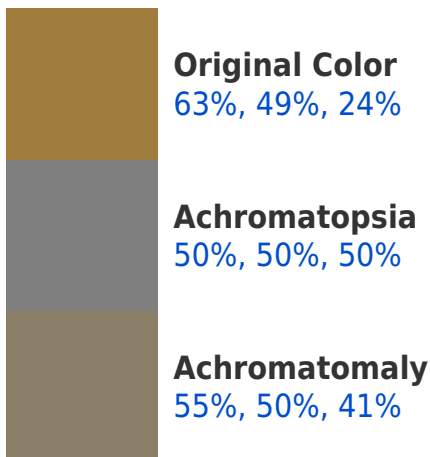 Original Color
63%, 49%, 24%
Achromatopsia
50%, 50%, 50%
Achromatomaly
55%, 50%, 41%